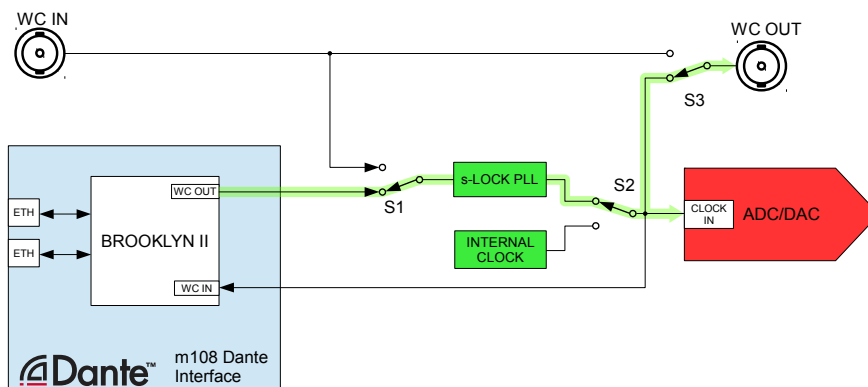 WC IN
WC OUT
S3
WC OUT
s-LOCK PLL
S2
S1
ETH
CLOCK
IN
ADC/DAC
BROOKLYN II
ETH
INTERNAL
CLOCK
WC IN
Dante™
m108 Dante
Interface